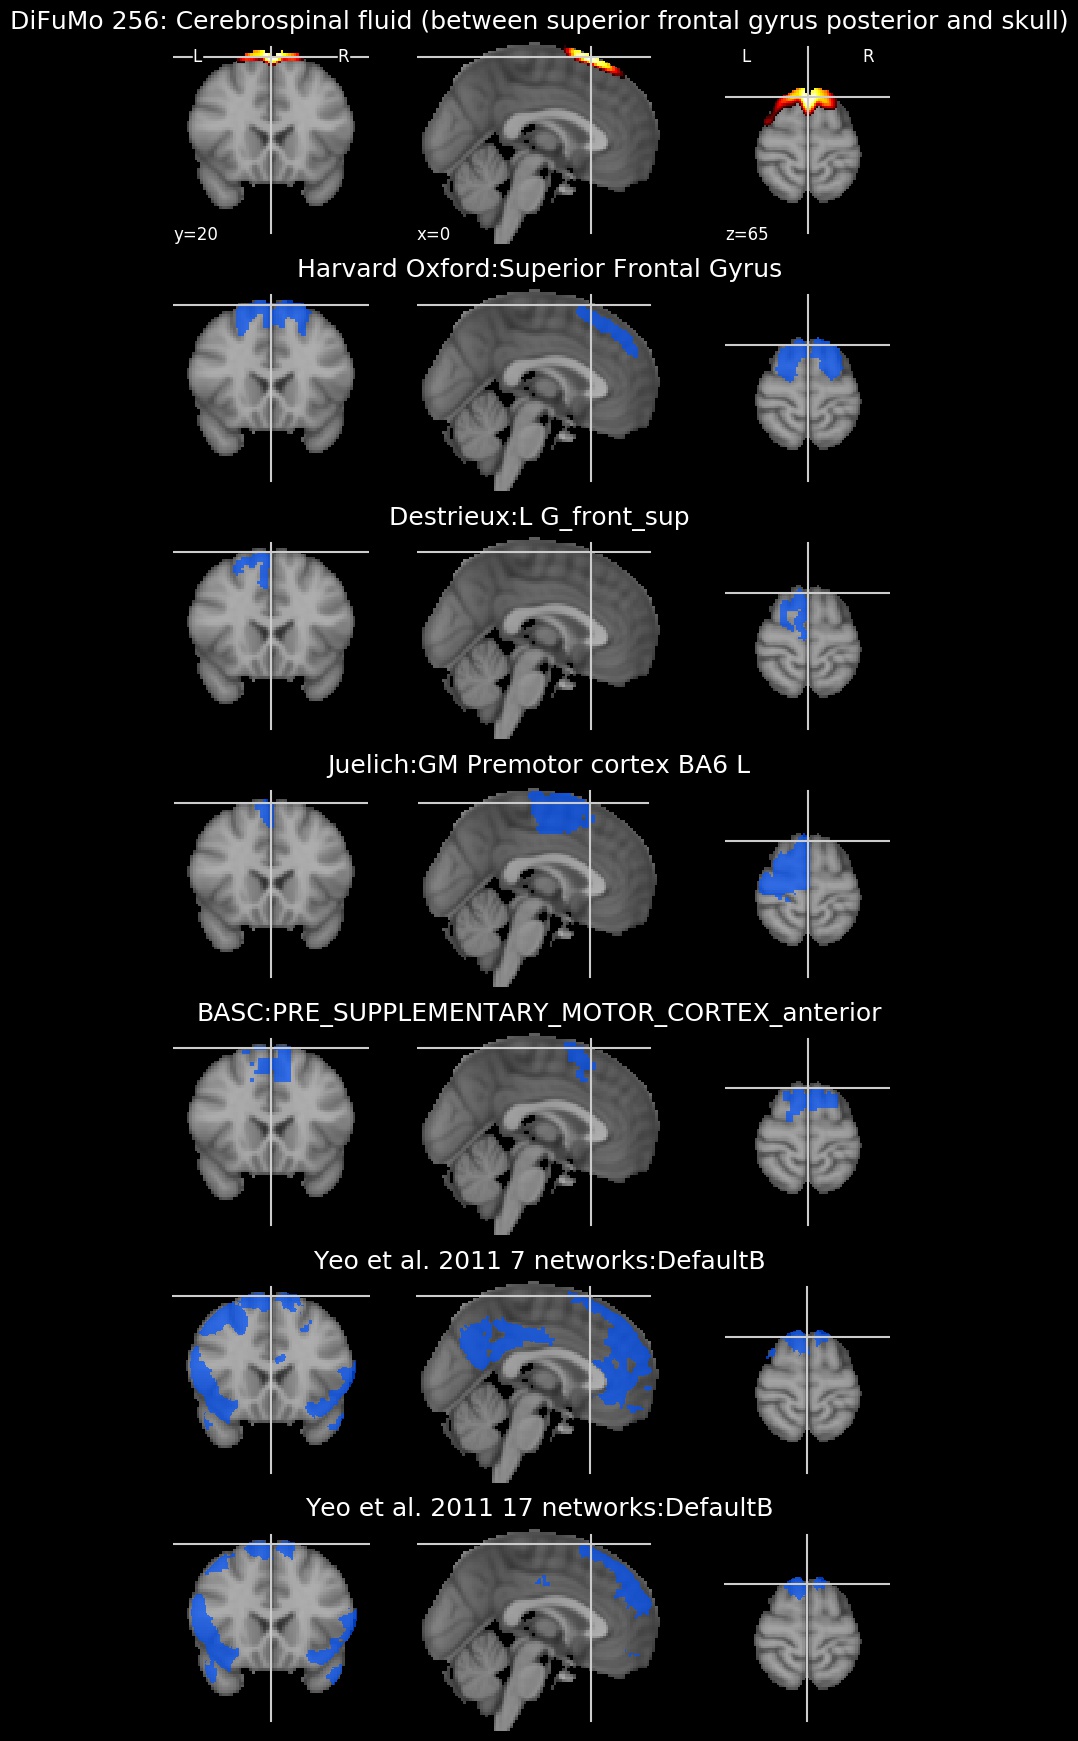 DiFuMo 256: Cerebrospinal fluid (between superior frontal gyrus posterior and skull)
L R L R
y=20 x=0 z=65
Harvard Oxford:Superior Frontal Gyrus
Destrieux:L G_front_sup
Juelich:GM Premotor cortex BA6 L
BASC:PRE_SUPPLEMENTARY_MOTOR_CORTEX_anterior
Yeo et al. 2011 7 networks:DefaultB
Yeo et al. 2011 17 networks:DefaultB